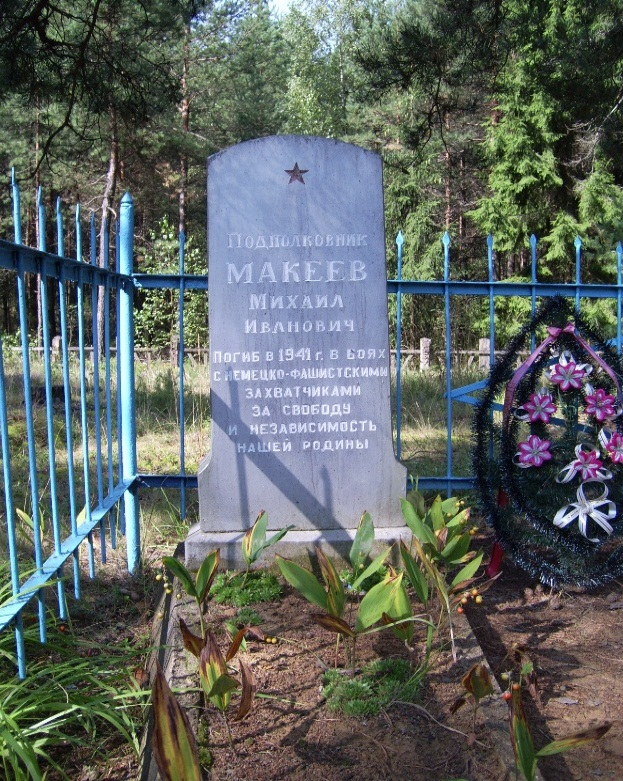 Подполковник
МАКЕЕВ
Михаил
Иванович
Погиб в 1941 г. в боях
с немецко-фашистскими
захватчиками
за свободу
и независимость
нашей Родины